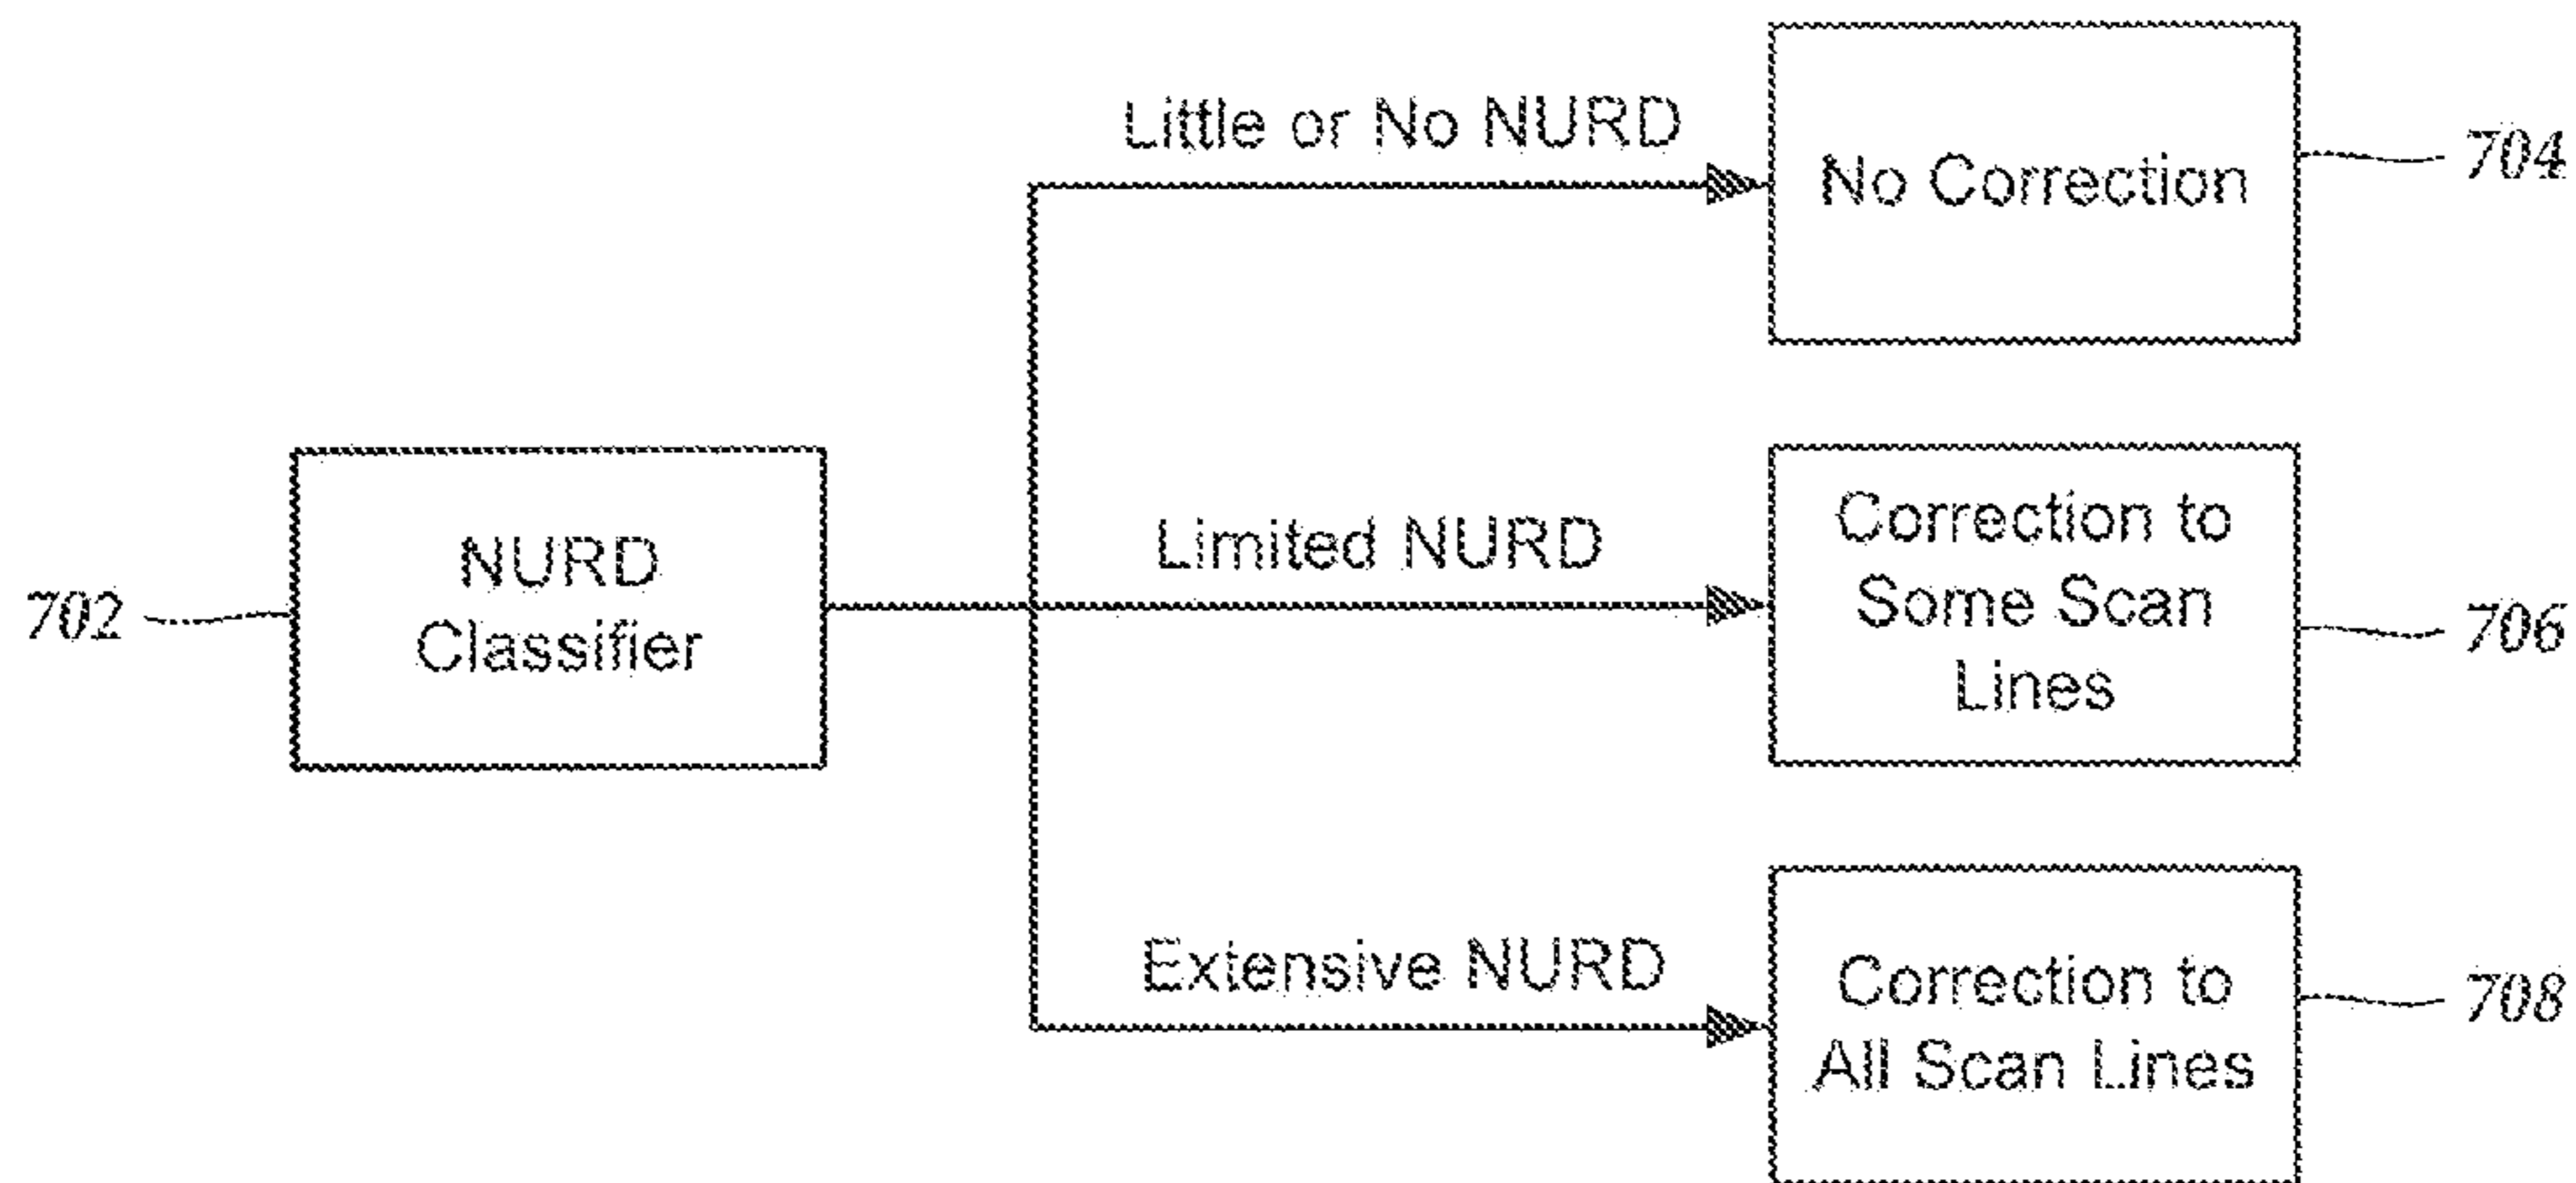 Little or No NURD
No Correction
704
702
NURD
Classifier
Limited NURD
Correction to
Some Scan
Lines
706
Extensive NURD
Correction to
All Scan Lines
708